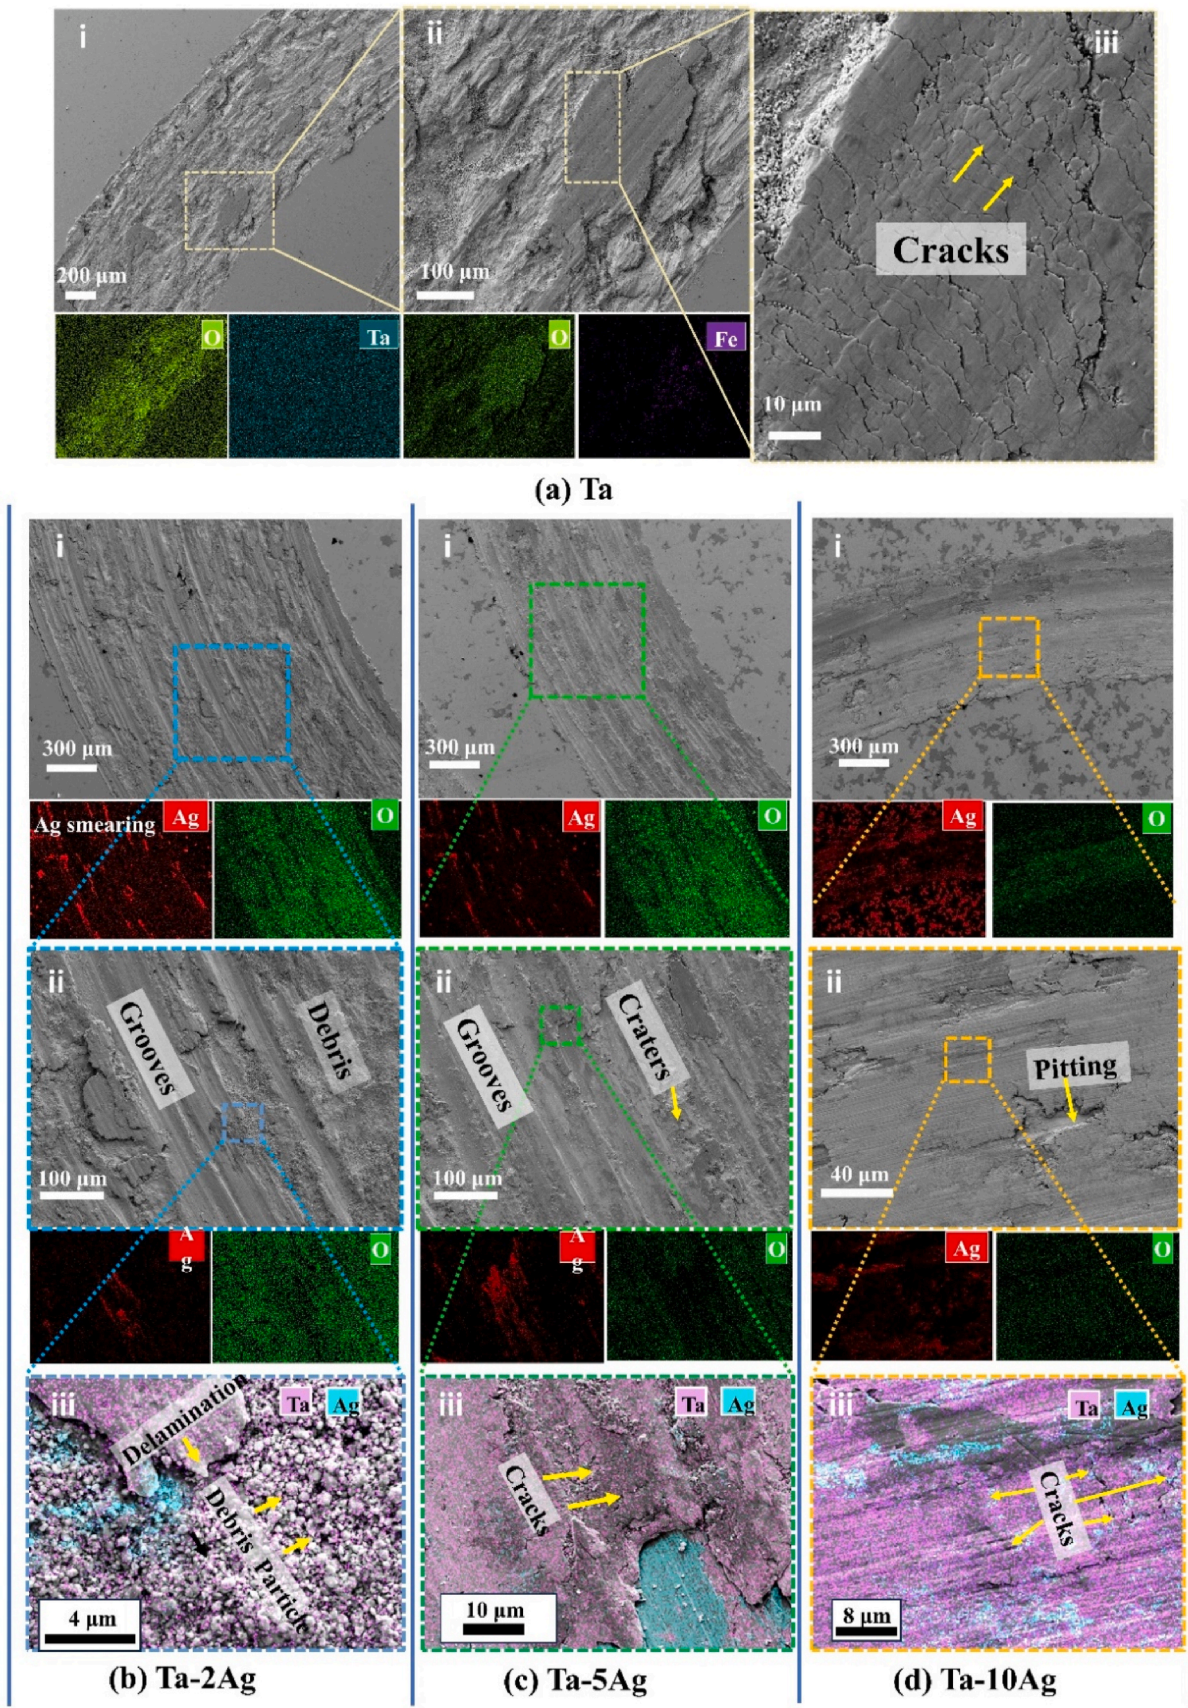 i
ii
iii
Cracks
200 μm
100 μm
10 μm
O
Ta
O
Fe
(a) Ta
i
i
i
300 μm
300 μm
300 μm
Ag smearing
Ag
O
Ag
O
Ag
O
ii
Grooves
Debris
100 μm
ii
Grooves
Craters
100 μm
ii
Pitting
40 μm
A
g
O
A
g
O
Ag
O
iii
Delamination
Ta
Ag
Debris Particle
4 μm
iii
Ta
Ag
Cracks
10 μm
iii
Ta
Ag
Cracks
8 μm
(b) Ta-2Ag
(c) Ta-5Ag
(d) Ta-10Ag